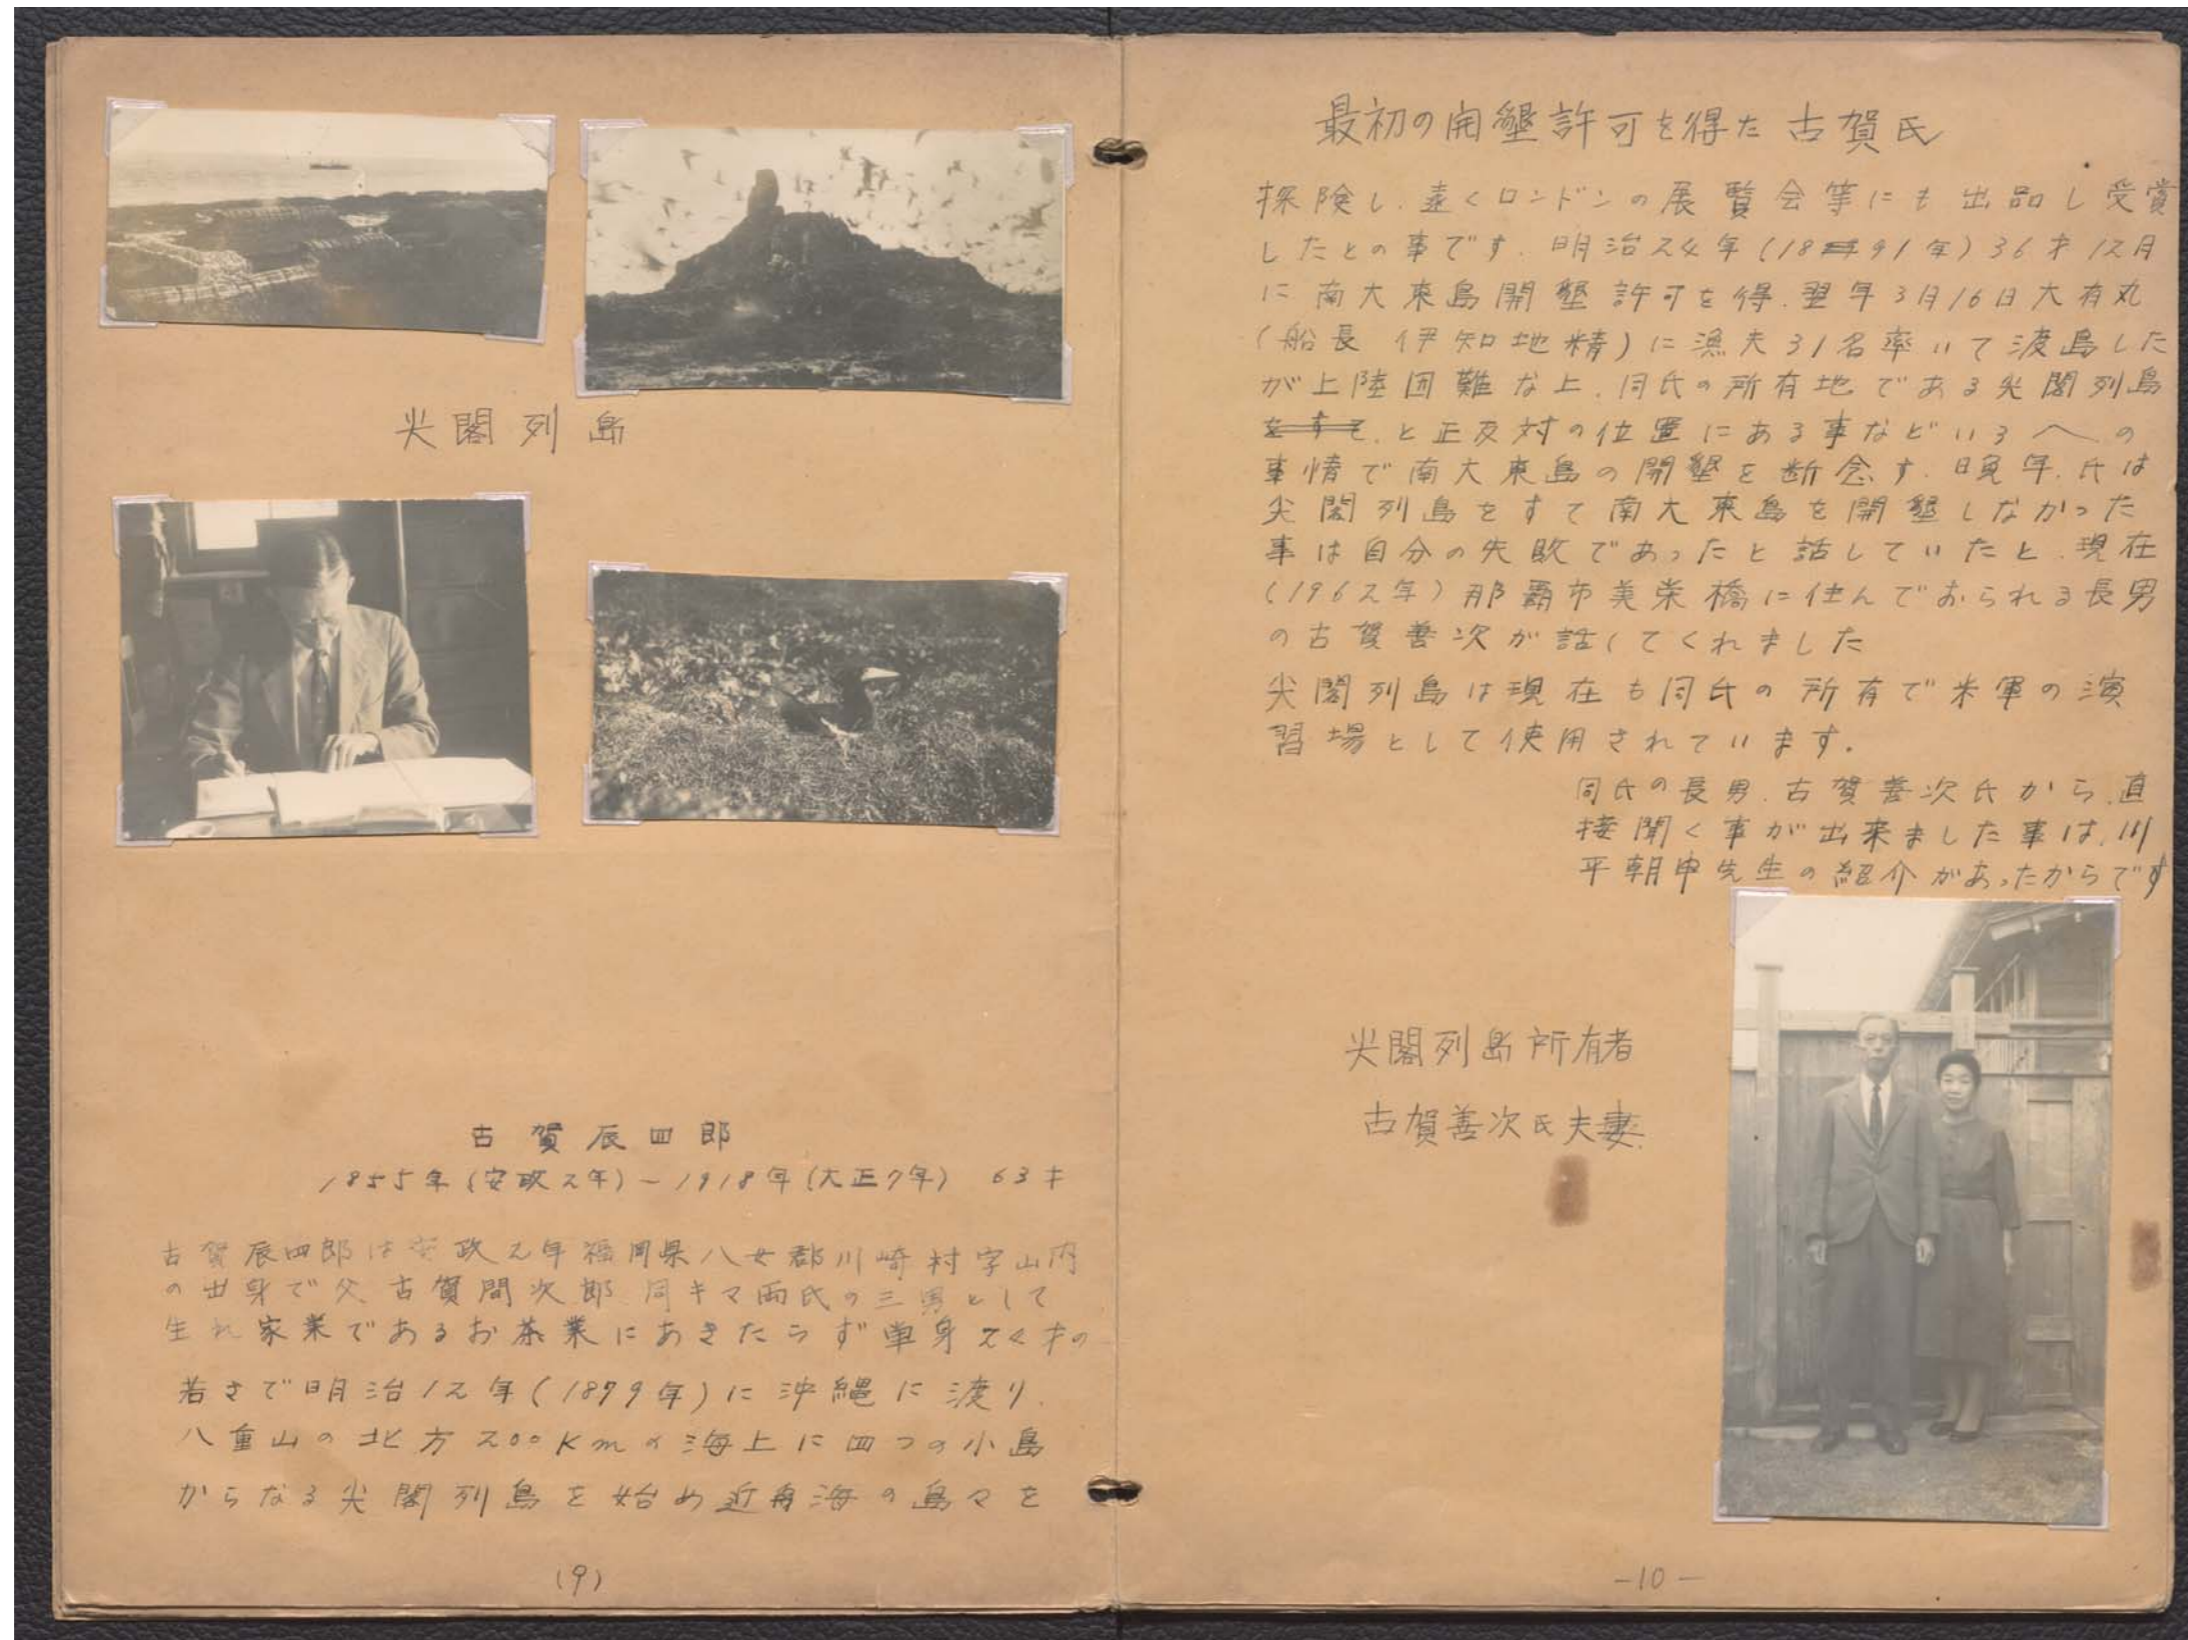 尖閣列島
古賀辰四郎
1855年(安政2年)～1918年(大正7年) 63才
古賀辰四郎は安政2年福岡県八女郡川崎村字山内
の出身で父 古賀問次郎 同キマ両氏の三男として
生れ家業であるお茶業にあきたらず単身24才の
若さで明治12年(1879年)に沖縄に渡り.
八重山の北方200Kmの海上に四つの小島
からなる尖閣列島を始め近海の島々を
(9)
最初の開墾許可を得た古賀氏
探険し.遠くロンドンの展覧会等にも出品し受賞
したとの事です.明治24年(1891年)36才12月
に南大東島開墾許可を得.翌年3月16日大有丸
(船長 伊知地精)に漁夫31名率いて渡島した
が上陸困難な上.同氏の所有地である尖閣列島
をすて.と正反対の位置にある事などいろ〱の
事情で南大東島の開墾を断念す.晩年.氏は
尖閣列島をすて南大東島を開墾しなかった
事は自分の失敗であったと話していたと.現在
(1962年)那覇市美栄橋に住んでおられる長男
の古賀善次が話してくれました
尖閣列島は現在も同氏の所有で米軍の演
習場として使用されています.
同氏の長男.古賀善次氏から.直
接聞く事が出来ました事は.川
平朝申先生の紹介があったからです
尖閣列島所有者
古賀善次氏夫妻.
-10-